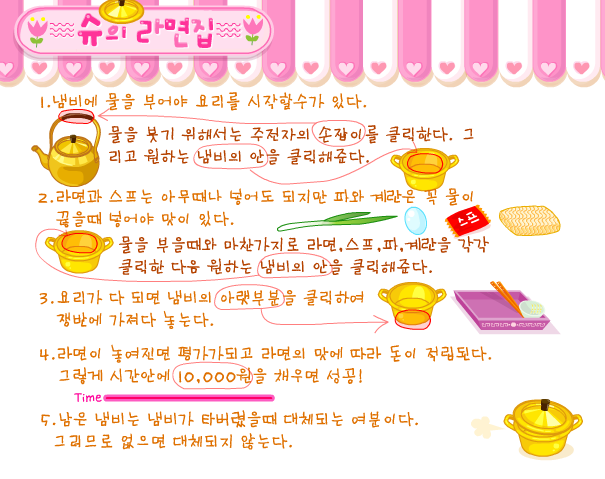 슈의 라면집
1.냄비에 물을 부어야 요리를 시작할수가 있다.
물을 붓기 위해서는 주전자의 손잡이를 클릭한다. 그
리고 원하는 냄비의 안을 클릭해준다.
2.라면과 스프는 아무때나 넣어도 되지만 파와 계란은 꼭 물이
끓을때 넣어야 맛이 있다.
스프
물을 부을때와 마찬가지로 라면,스프,파,계란을 각각
클릭한 다음 원하는 냄비의 안을 클릭해준다.
3.요리가 다 되면 냄비의 아랫부분을 클릭하여
쟁반에 가져다 놓는다.
4.라면이 놓여진면 평가가되고 라면의 맛에 따라 돈이 적립된다.
그렇게 시간안에 10,000원을 채우면 성공!
Time
5.남은 냄비는 냄비가 타버렸을때 대체되는 여분이다.
그러므로 없으면 대체되지 않는다.